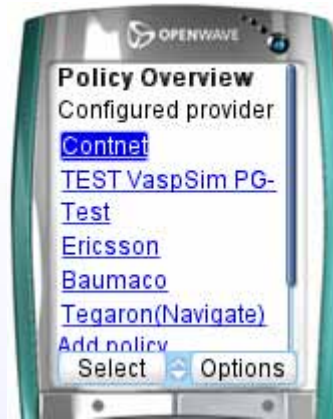 OPENWAVE
Policy Overview
Configured provider
Contnet
TEST VaspSim PG-
Test
Ericsson
Baumaco
Tegaron(Navigate)
Add policy
Select
Options